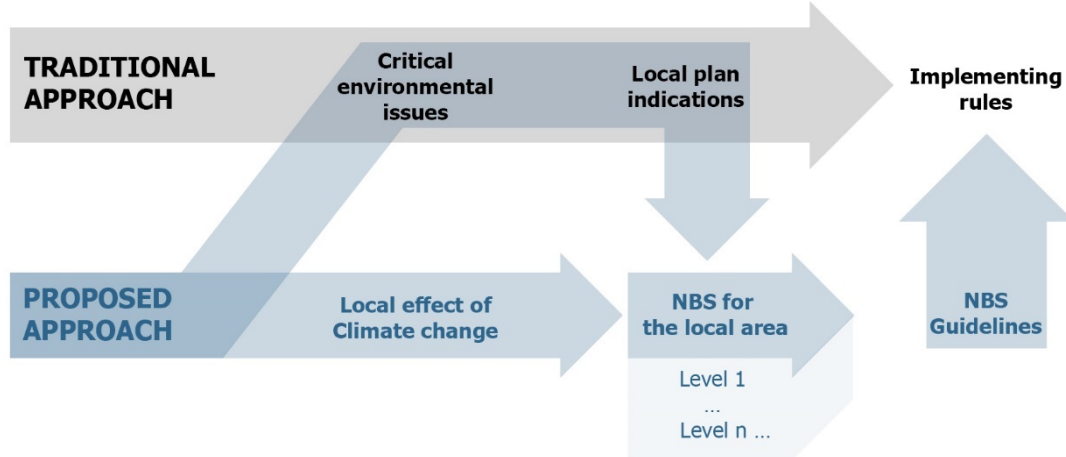 TRADITIONAL
APPROACH
Critical
environmental
issues
Local plan
indications
Implementing
rules
PROPOSED
APPROACH
Local effect of
Climate change
NBS for
the local area
Level 1
...
Level n ...
NBS
Guidelines